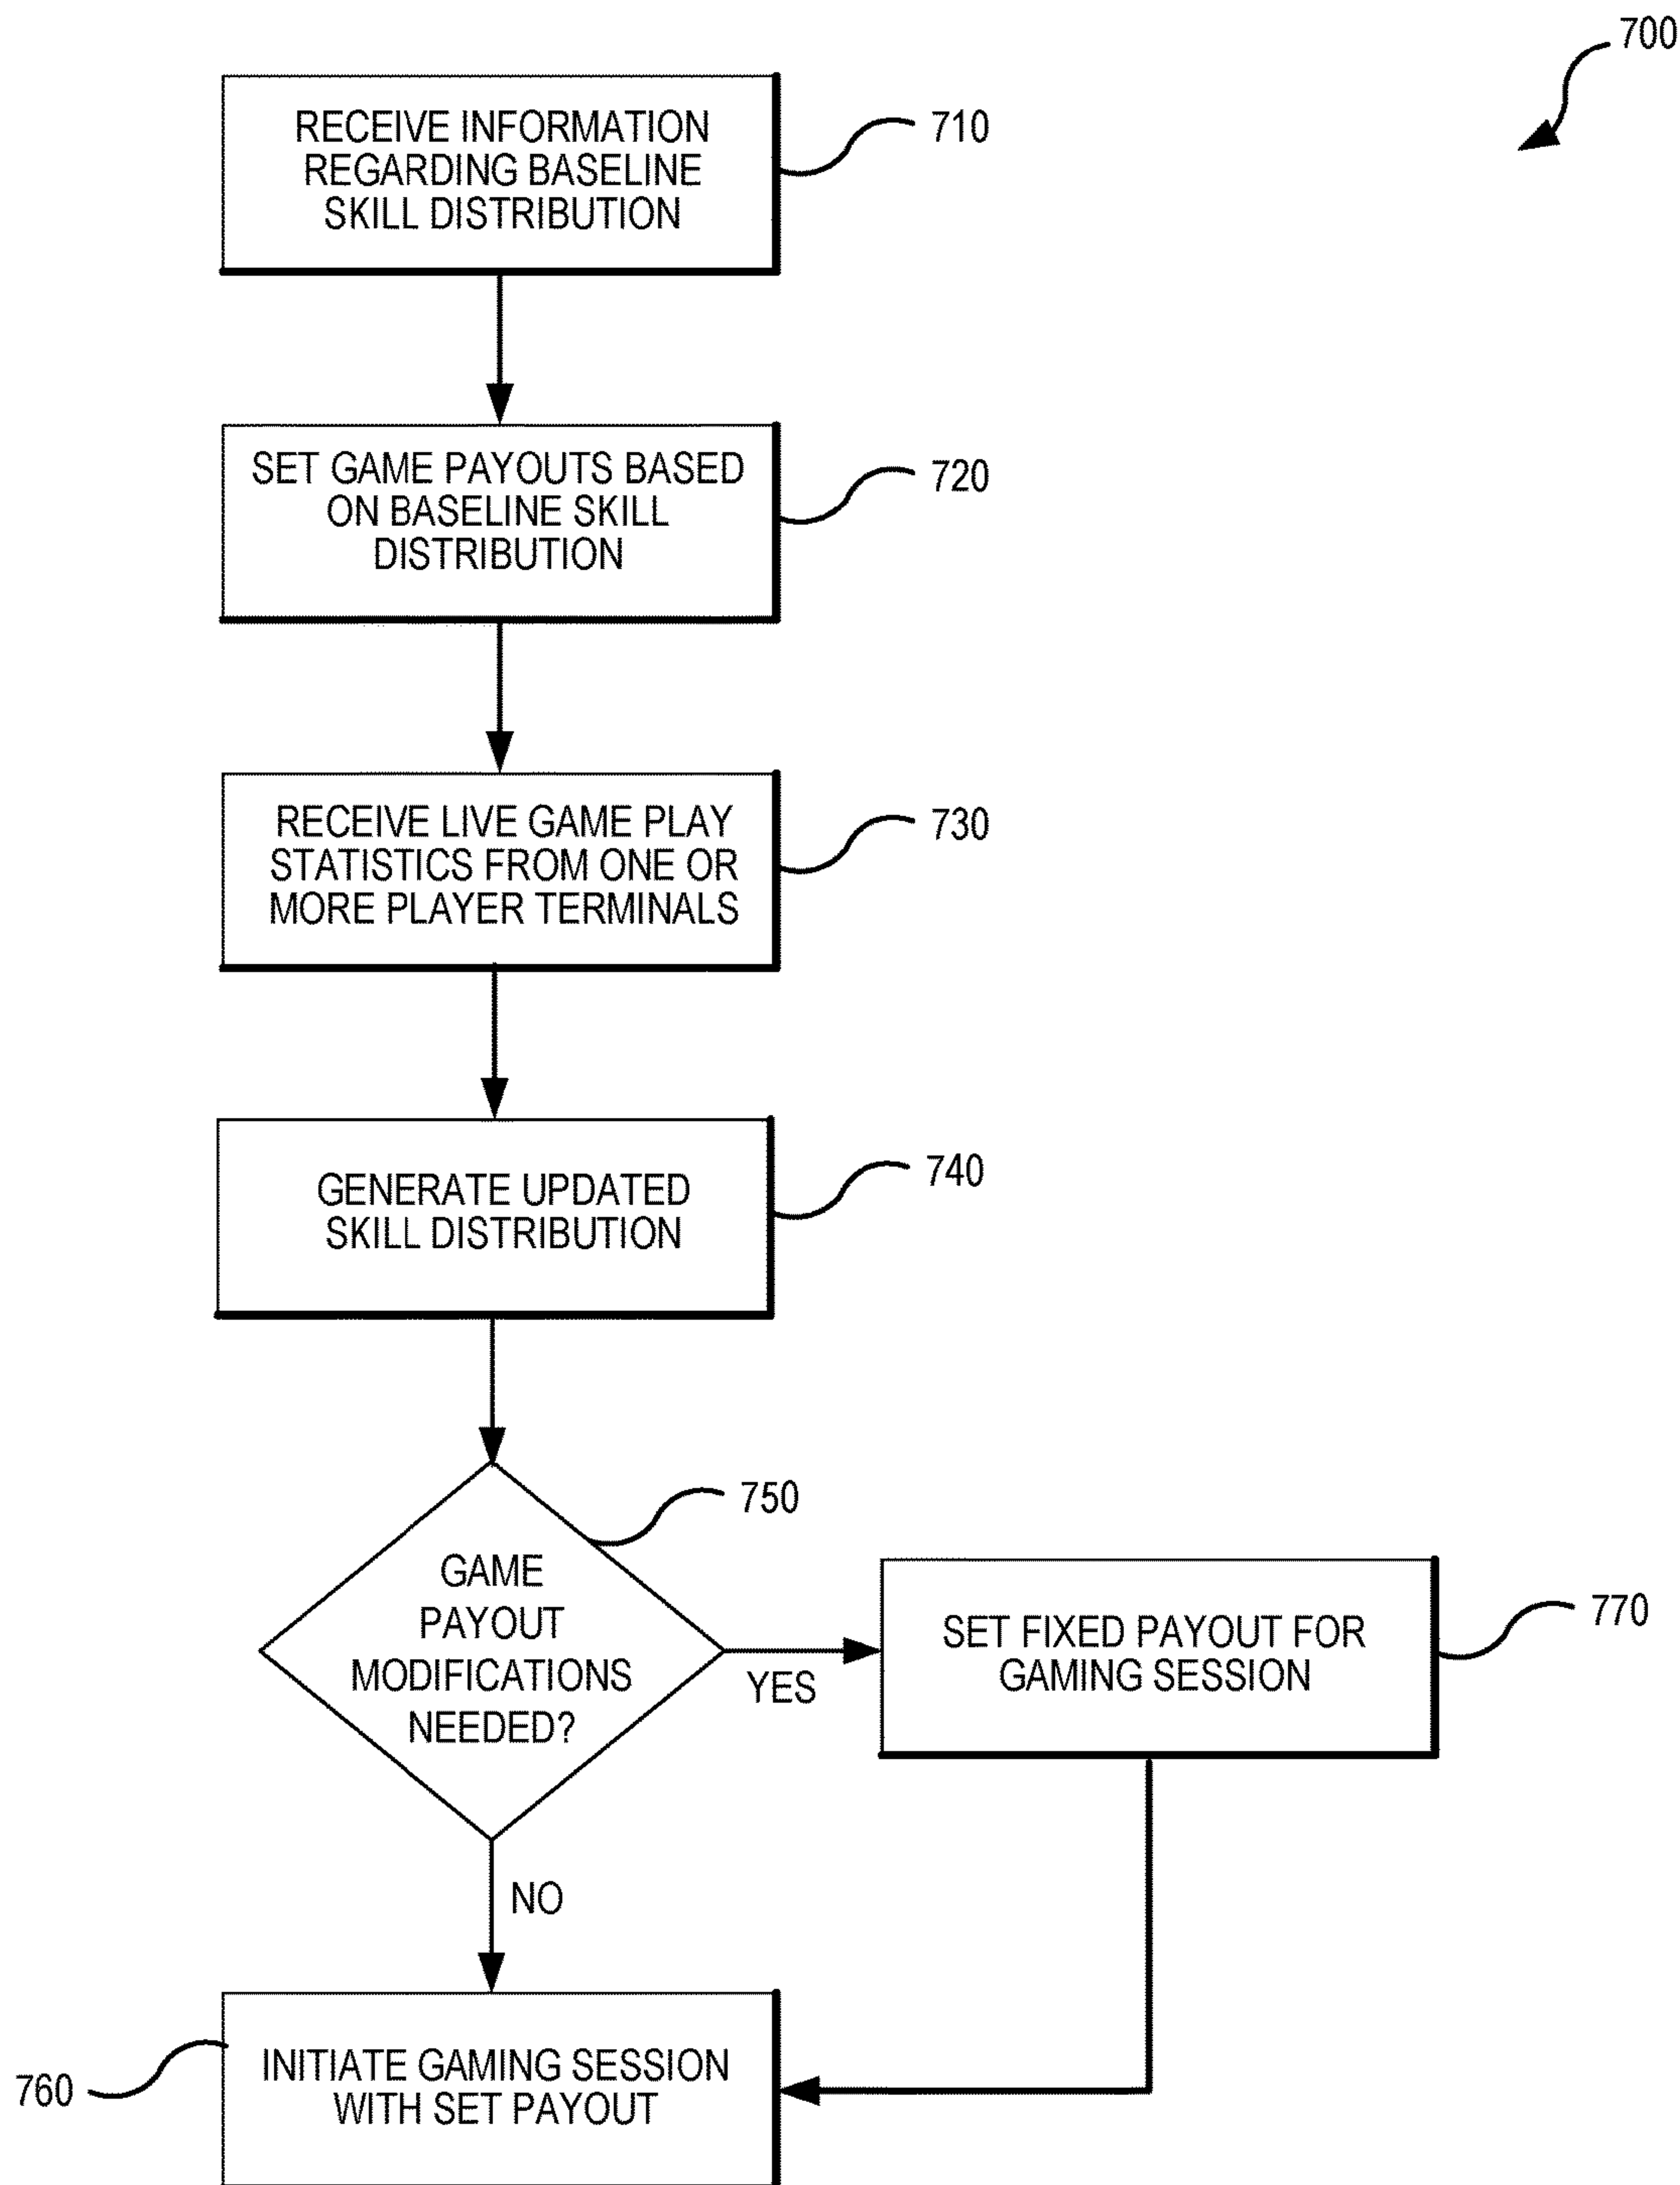 700
RECEIVE INFORMATION
REGARDING BASELINE
SKILL DISTRIBUTION
710
SET GAME PAYOUTS BASED
ON BASELINE SKILL
DISTRIBUTION
720
RECEIVE LIVE GAME PLAY
STATISTICS FROM ONE OR
MORE PLAYER TERMINALS
730
GENERATE UPDATED
SKILL DISTRIBUTION
740
750
GAME
PAYOUT
MODIFICATIONS
NEEDED?
YES
SET FIXED PAYOUT FOR
GAMING SESSION
770
NO
INITIATE GAMING SESSION
WITH SET PAYOUT
760